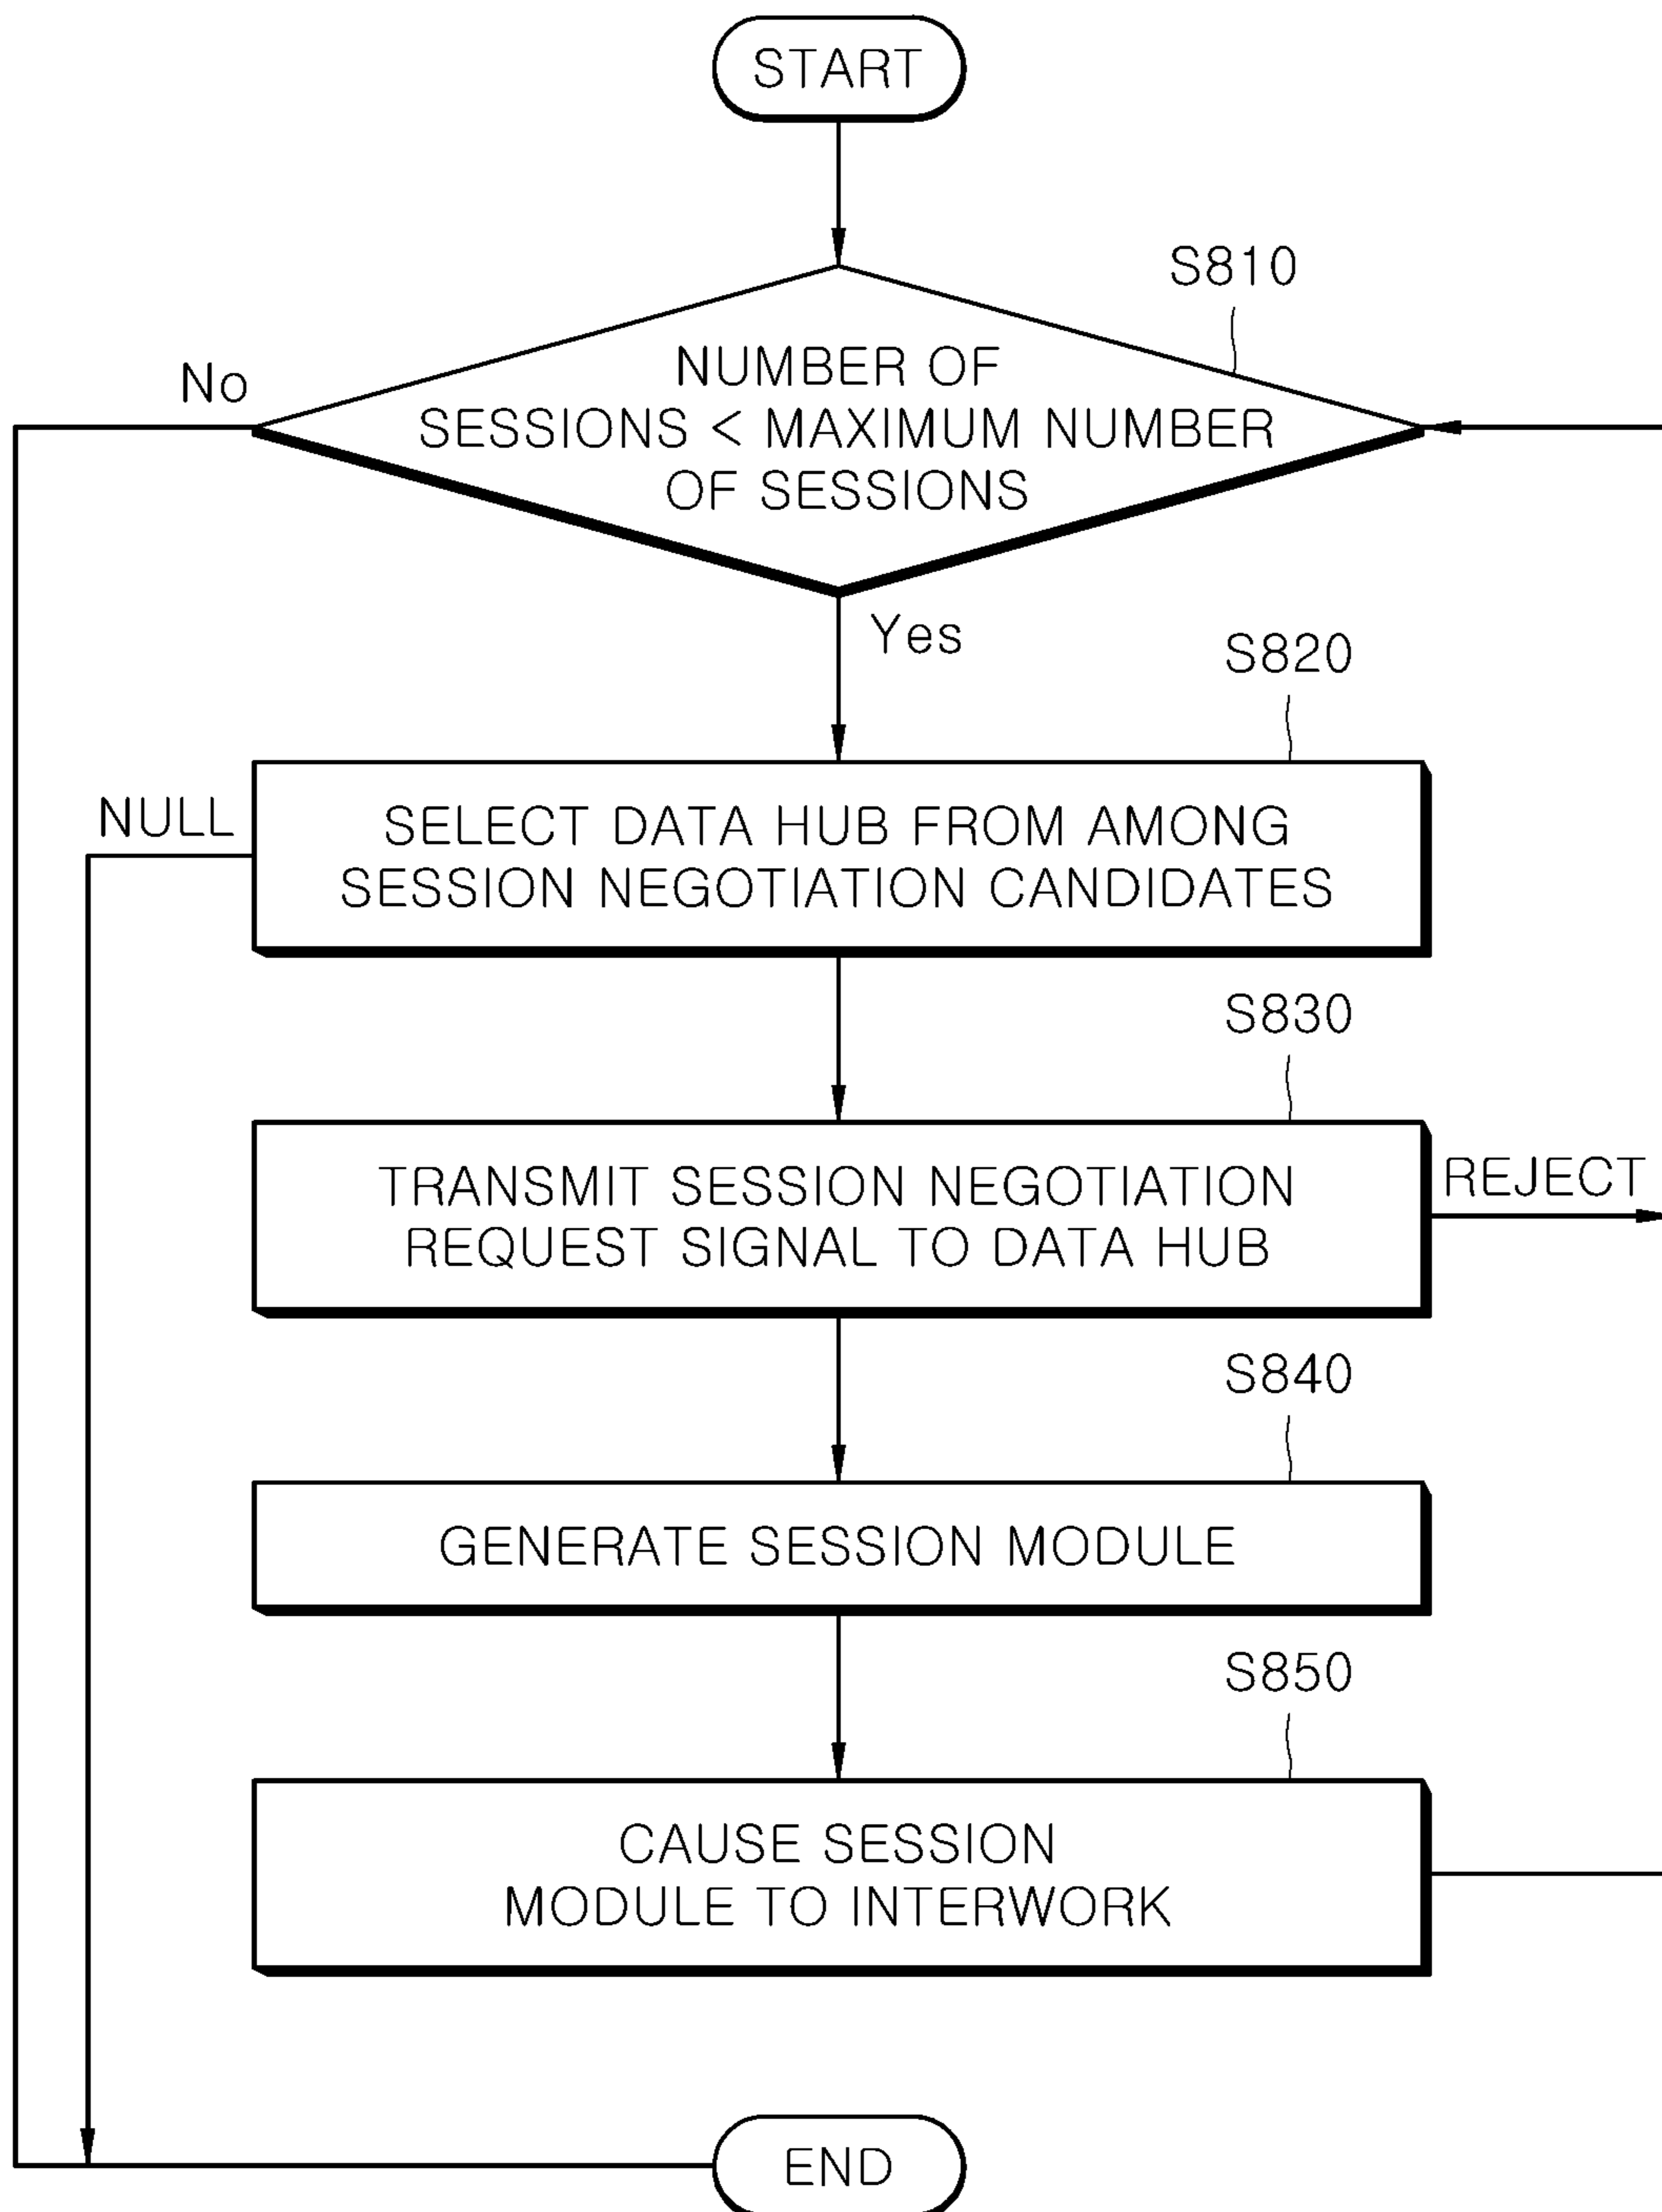 START
S810
No
NUMBER OF
SESSIONS < MAXIMUM NUMBER
OF SESSIONS
Yes
S820
NULL
SELECT DATA HUB FROM AMONG
SESSION NEGOTIATION CANDIDATES
S830
TRANSMIT SESSION NEGOTIATION
REQUEST SIGNAL TO DATA HUB
REJECT
S840
GENERATE SESSION MODULE
S850
CAUSE SESSION
MODULE TO INTERWORK
END